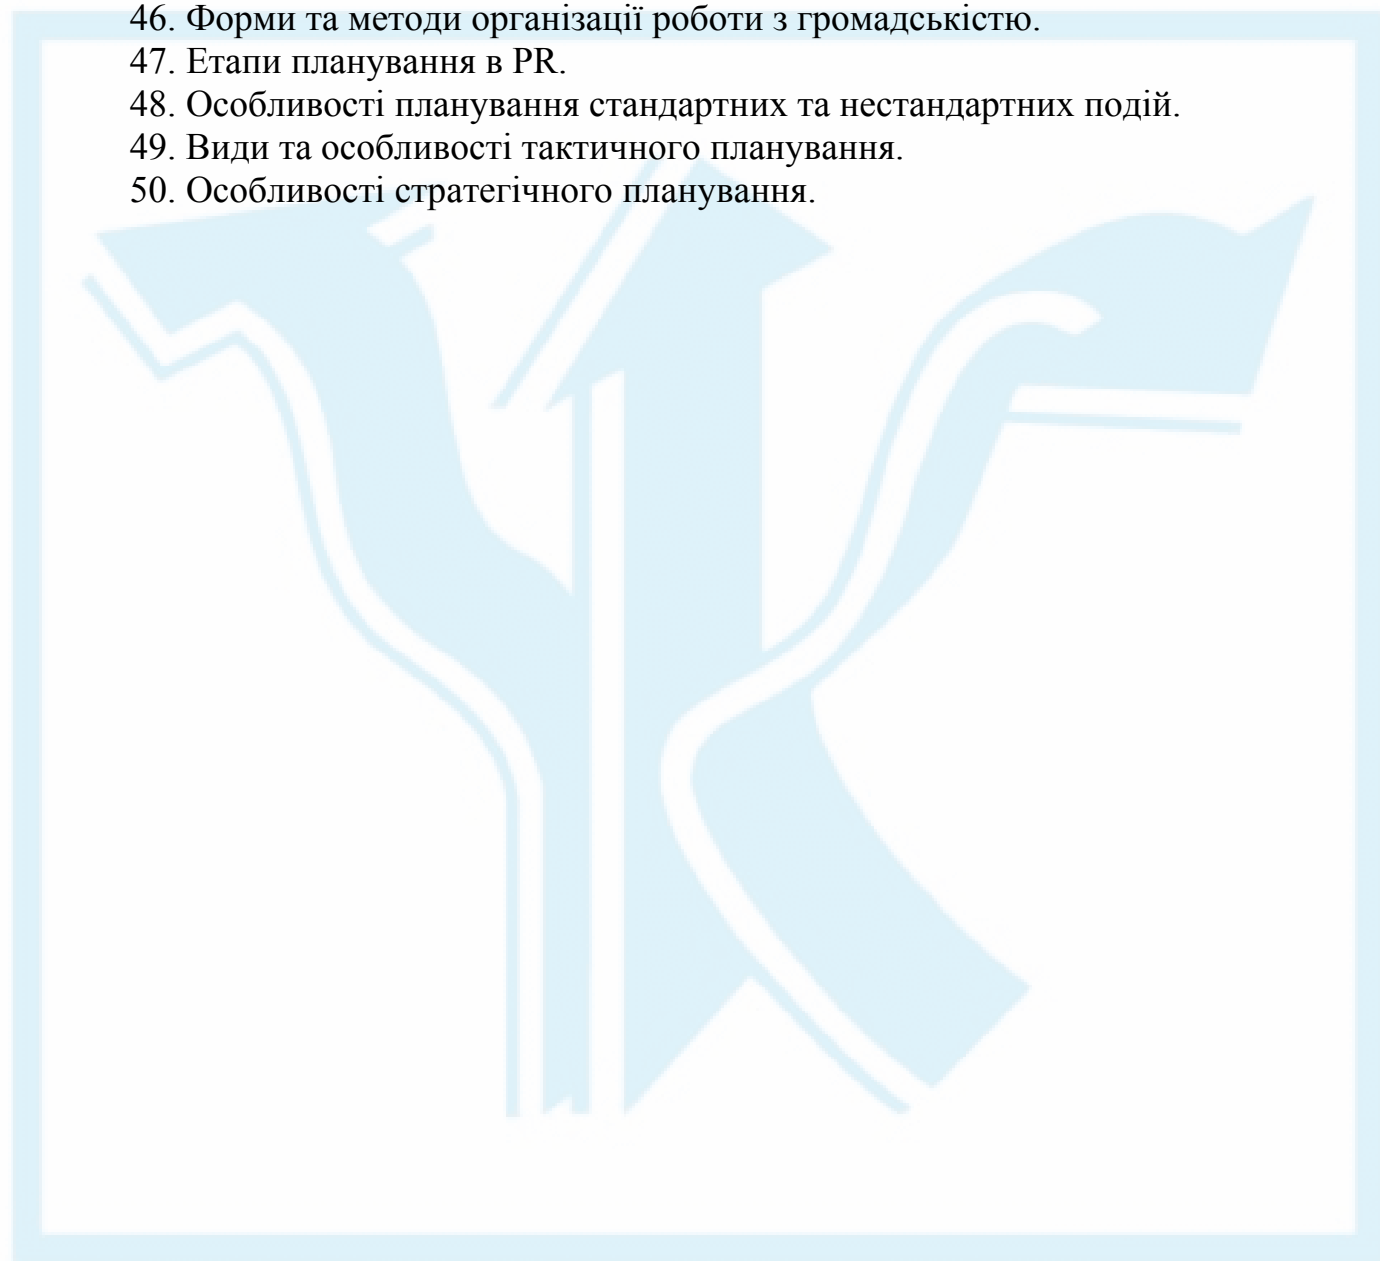 46. Форми та методи організації роботи з громадськістю.
47. Етапи планування в PR.
48. Особливості планування стандартних та нестандартних подій.
49. Види та особливості тактичного планування.
50. Особливості стратегічного планування.